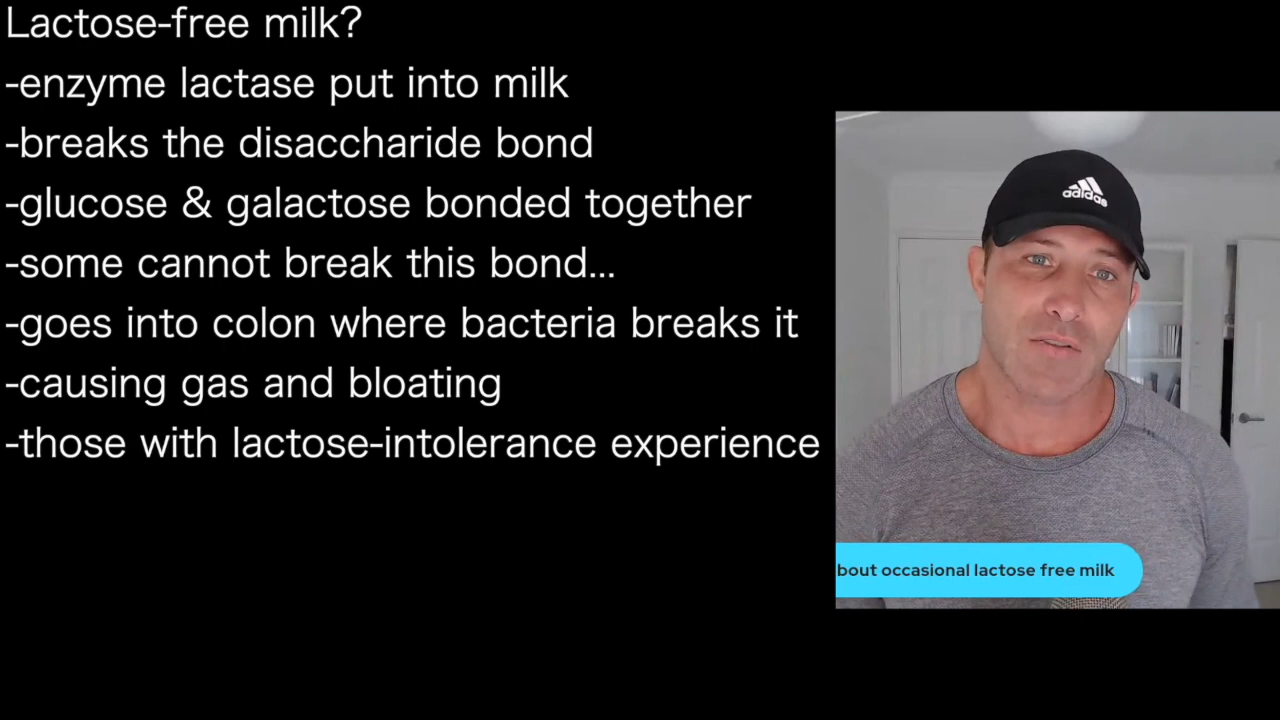 Lactose-free milk?
-enzyme lactase put into milk
-breaks the disaccharide bond
-glucose & galactose bonded together
-some cannot break this bond...
-goes into colon where bacteria breaks it
-causing gas and bloating
-those with lactose-intolerance experience
adidas
bout occasional lactose free milk